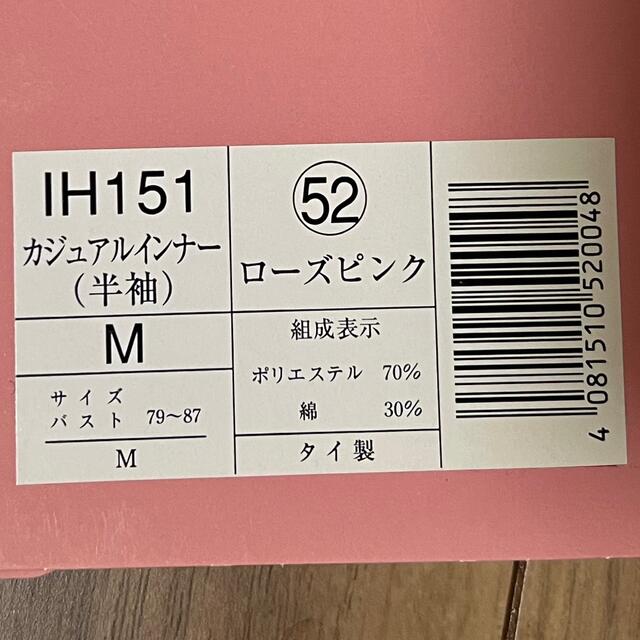 IH151
カジュアルインナー
（半袖）
M
サイズ
バスト 79～87
M
52
ローズピンク
組成表示
ポリエステル 70%
綿 30%
タイ製
4 081510 520048